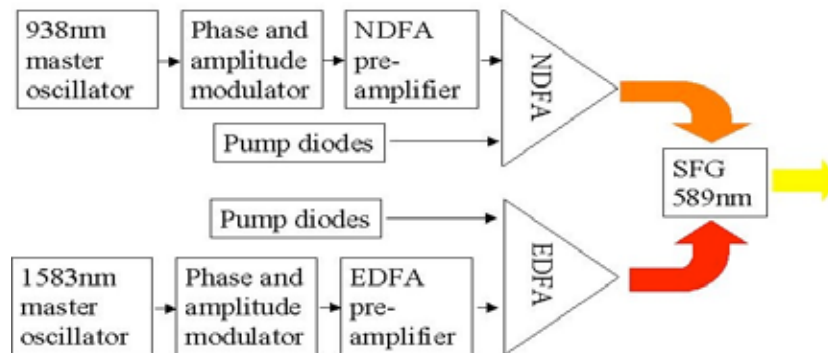 938nm
master
oscillator
Phase and
amplitude
modulator
NDFA
pre-
amplifier
NDFA
Pump diodes
SFG
589nm
Pump diodes
1583nm
master
oscillator
Phase and
amplitude
modulator
EDFA
pre-
amplifier
EDFA